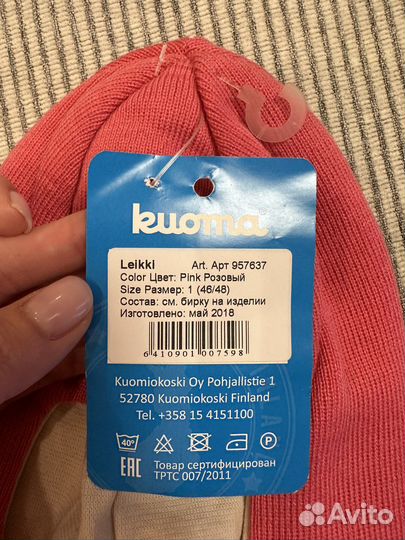 kuoma
Leikki Art. Арт 957637
Color Цвет: Pink Розовый
Size Размер: 1 (46/48)
Состав: см. бирку на изделии
Изготовлено: май 2018
6 410901 007598
Kuomiokoski Oy Pohjallistie 1
52780 Kuomiokoski Finland
Tel. +358 15 4151100
40° P
EAC Товар сертифицирован
ТРТС 007/2011
Avito